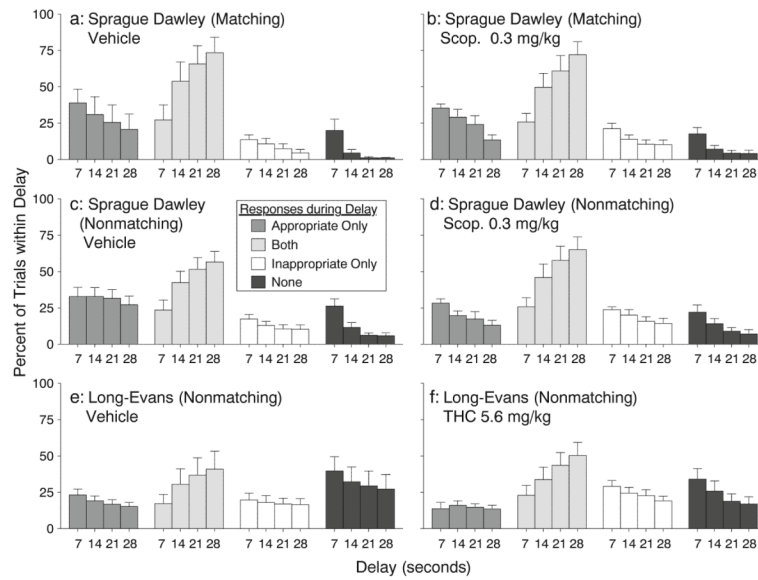 a: Sprague Dawley (Matching)
Vehicle
b: Sprague Dawley (Matching)
Scop. 0.3 mg/kg
100
75
50
25
0
7 14 21 28 7 14 21 28 7 14 21 28 7 14 21 28
7 14 21 28 7 14 21 28 7 14 21 28 7 14 21 28
c: Sprague Dawley
(Nonmatching)
Vehicle
Responses during Delay
Appropriate Only
Both
Inappropriate Only
None
d: Sprague Dawley (Nonmatching)
Scop. 0.3 mg/kg
100
75
50
25
0
7 14 21 28 7 14 21 28 7 14 21 28 7 14 21 28
7 14 21 28 7 14 21 28 7 14 21 28 7 14 21 28
Percent of Trials within Delay
e: Long-Evans (Nonmatching)
Vehicle
f: Long-Evans (Nonmatching)
THC 5.6 mg/kg
100
75
50
25
0
7 14 21 28 7 14 21 28 7 14 21 28 7 14 21 28
7 14 21 28 7 14 21 28 7 14 21 28 7 14 21 28
Delay (seconds)